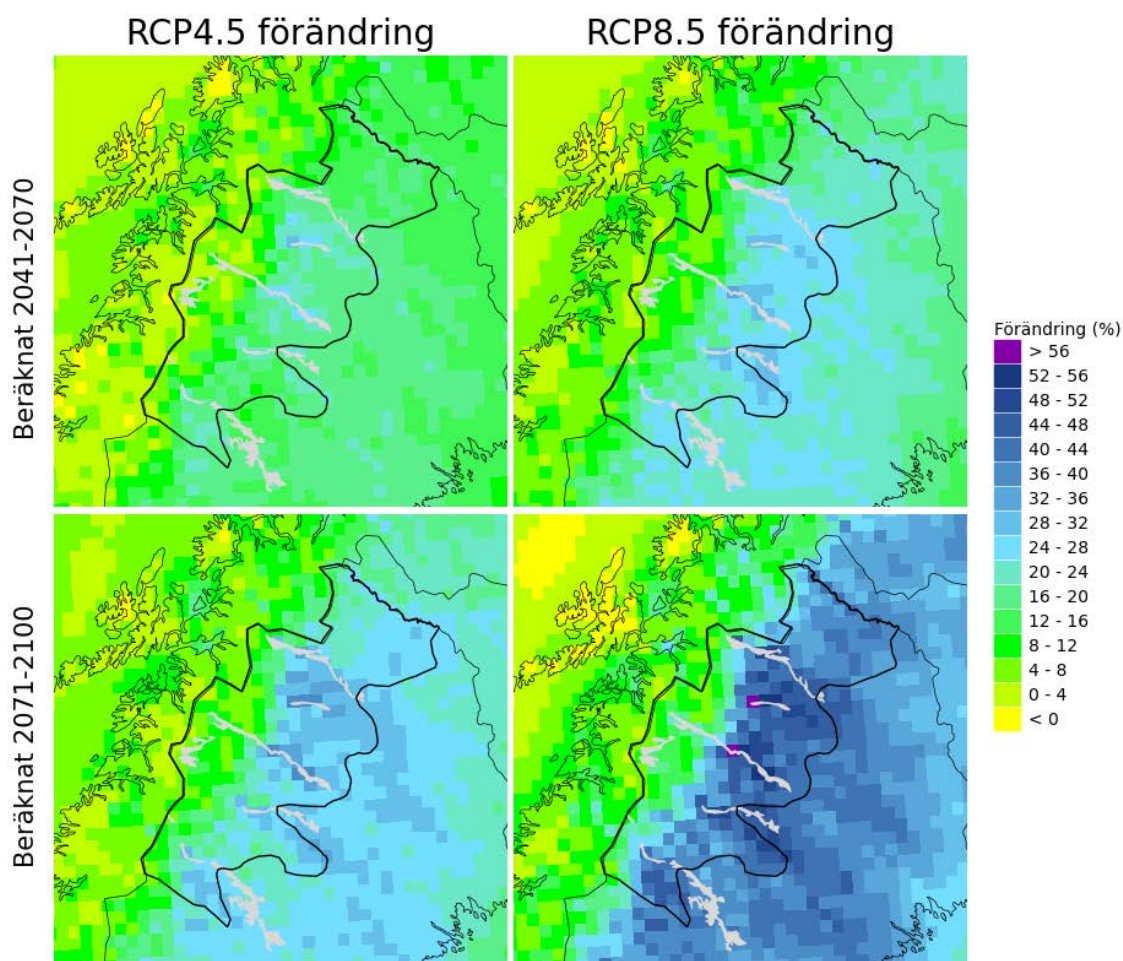 RCP4.5 förändring
RCP8.5 förändring
Beräknat 2041-2070
Beräknat 2071-2100
Förändring (%)
> 56
52 - 56
48 - 52
44 - 48
40 - 44
36 - 40
32 - 36
28 - 32
24 - 28
20 - 24
16 - 20
12 - 16
8 - 12
4 - 8
0 - 4
< 0